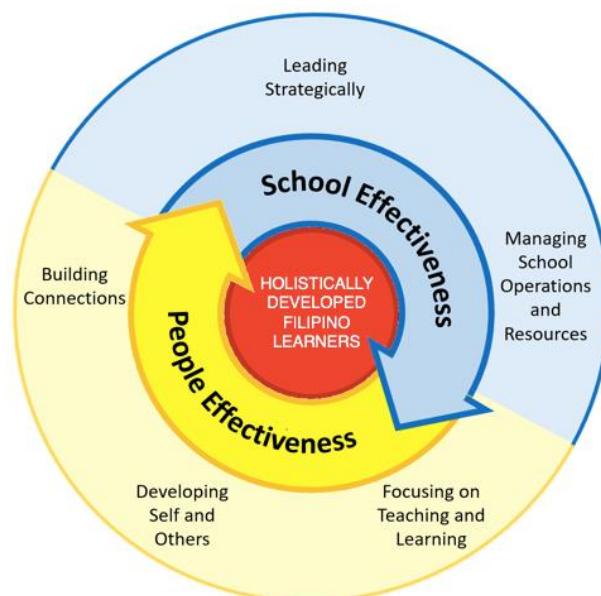 Leading
Strategically
School Effectiveness
Managing
School
Operations
and
Resources
Building
Connections
HOLISTICALLY
DEVELOPED
FILIPINO
LEARNERS
People Effectiveness
Developing
Self and
Others
Focusing on
Teaching and
Learning